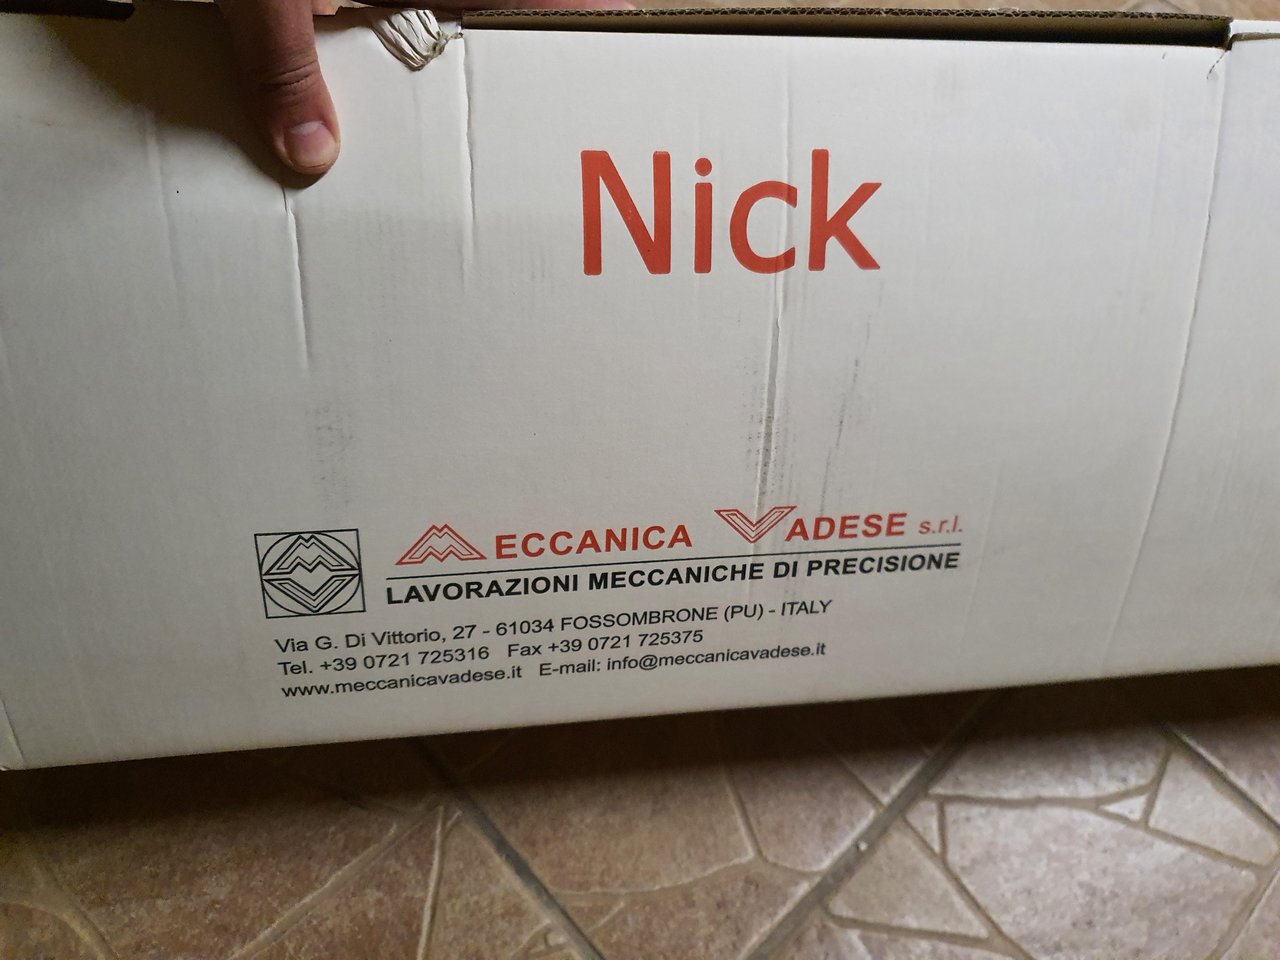 Nick
MECCANICA VADESE s.r.l.
LAVORAZIONI MECCANICHE DI PRECISIONE
Via G. Di Vittorio, 27 - 61034 FOSSOMBRONE (PU) - ITALY
Tel. +39 0721 725316 Fax +39 0721 725375
www.meccanicavadese.it E-mail: info@meccanicavadese.it